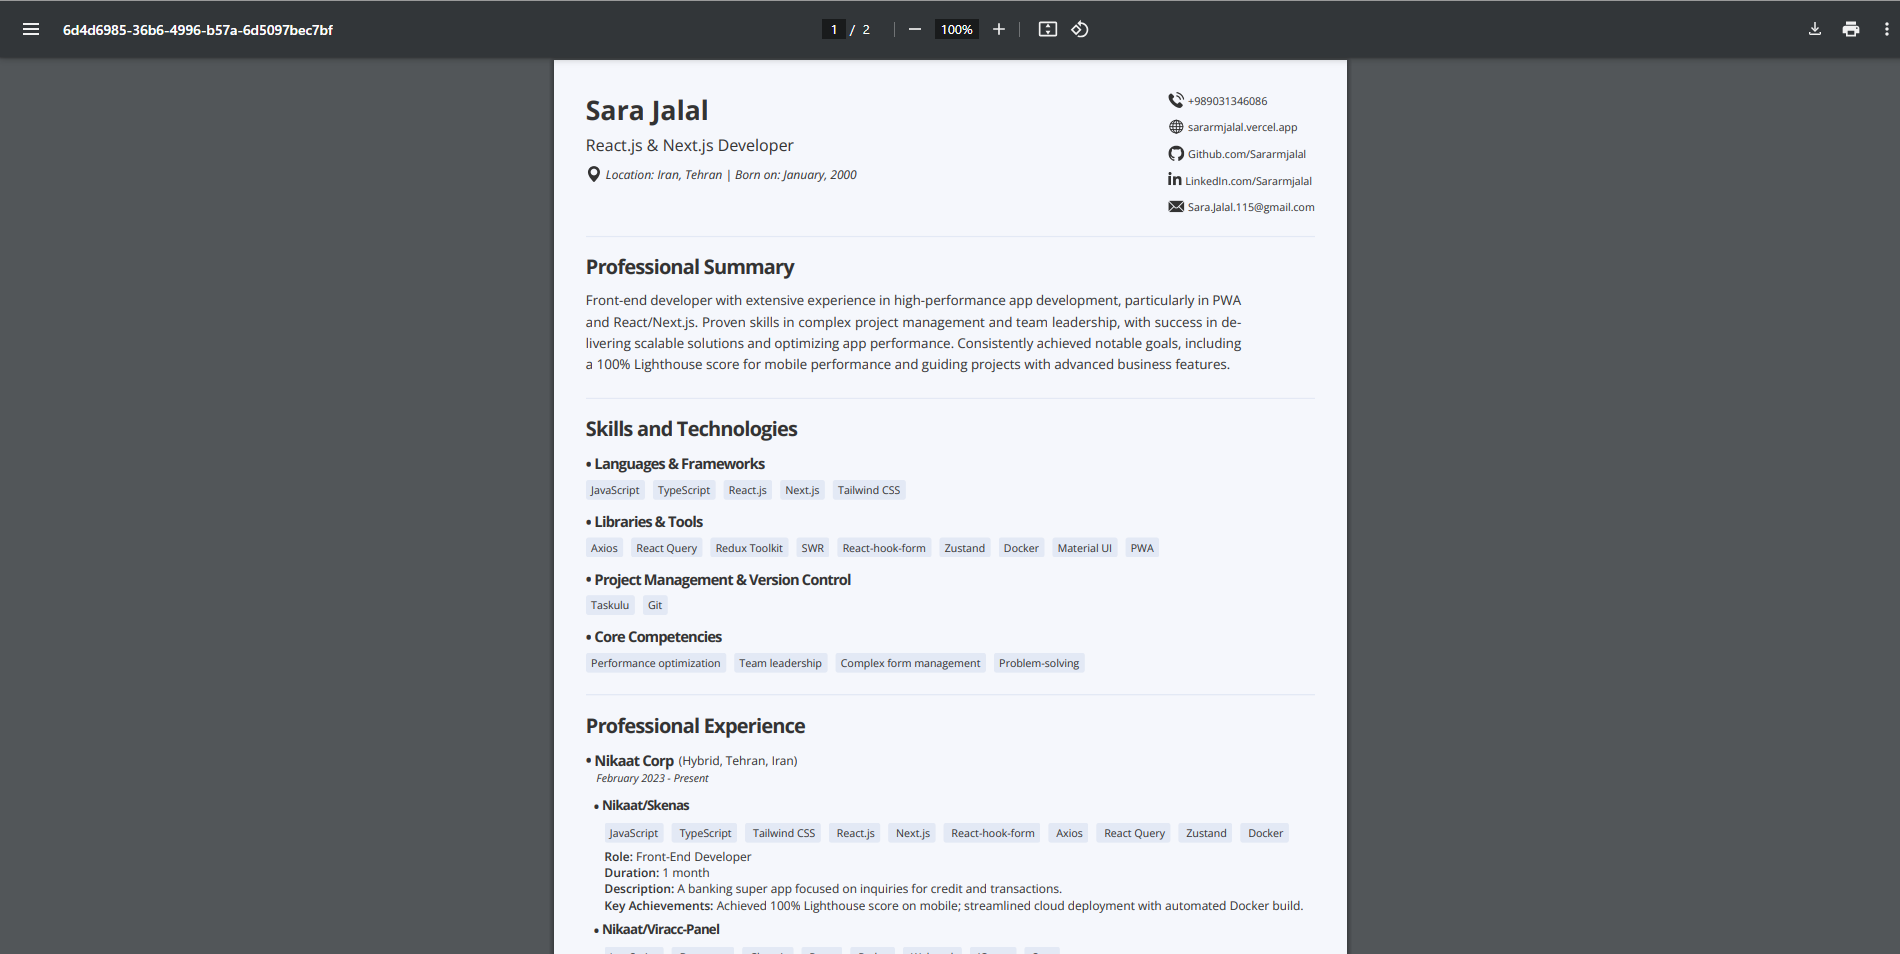 6d4d6985-36b6-4996-b57a-6d5097bec7bf
1 / 2
100%
Sara Jalal
React.js & Next.js Developer
Location: Iran, Tehran | Born on: January, 2000
+989031346086
sararmjalal.vercel.app
Github.com/Sararmjalal
LinkedIn.com/Sararmjalal
Sara.Jalal.115@gmail.com
Professional Summary
Front-end developer with extensive experience in high-performance app development, particularly in PWA
and React/Next.js. Proven skills in complex project management and team leadership, with success in de-
livering scalable solutions and optimizing app performance. Consistently achieved notable goals, including
a 100% Lighthouse score for mobile performance and guiding projects with advanced business features.
Skills and Technologies
• Languages & Frameworks
JavaScript TypeScript React.js Next.js Tailwind CSS
• Libraries & Tools
Axios React Query Redux Toolkit SWR React-hook-form Zustand Docker Material UI PWA
• Project Management & Version Control
Taskulu Git
• Core Competencies
Performance optimization Team leadership Complex form management Problem-solving
Professional Experience
• Nikaat Corp (Hybrid, Tehran, Iran)
February 2023 - Present
• Nikaat/Skenas
JavaScript TypeScript Tailwind CSS React.js Next.js React-hook-form Axios React Query Zustand Docker
Role: Front-End Developer
Duration: 1 month
Description: A banking super app focused on inquiries for credit and transactions.
Key Achievements: Achieved 100% Lighthouse score on mobile; streamlined cloud deployment with automated Docker build.
• Nikaat/Viracc-Panel